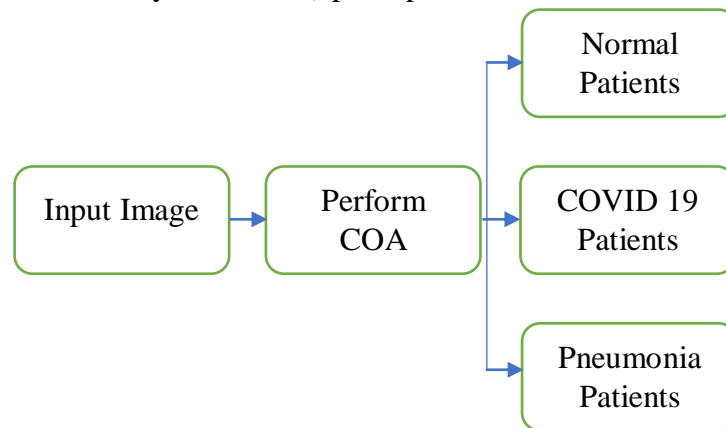 Normal
Patients
Input Image
Perform
COA
COVID 19
Patients
Pneumonia
Patients